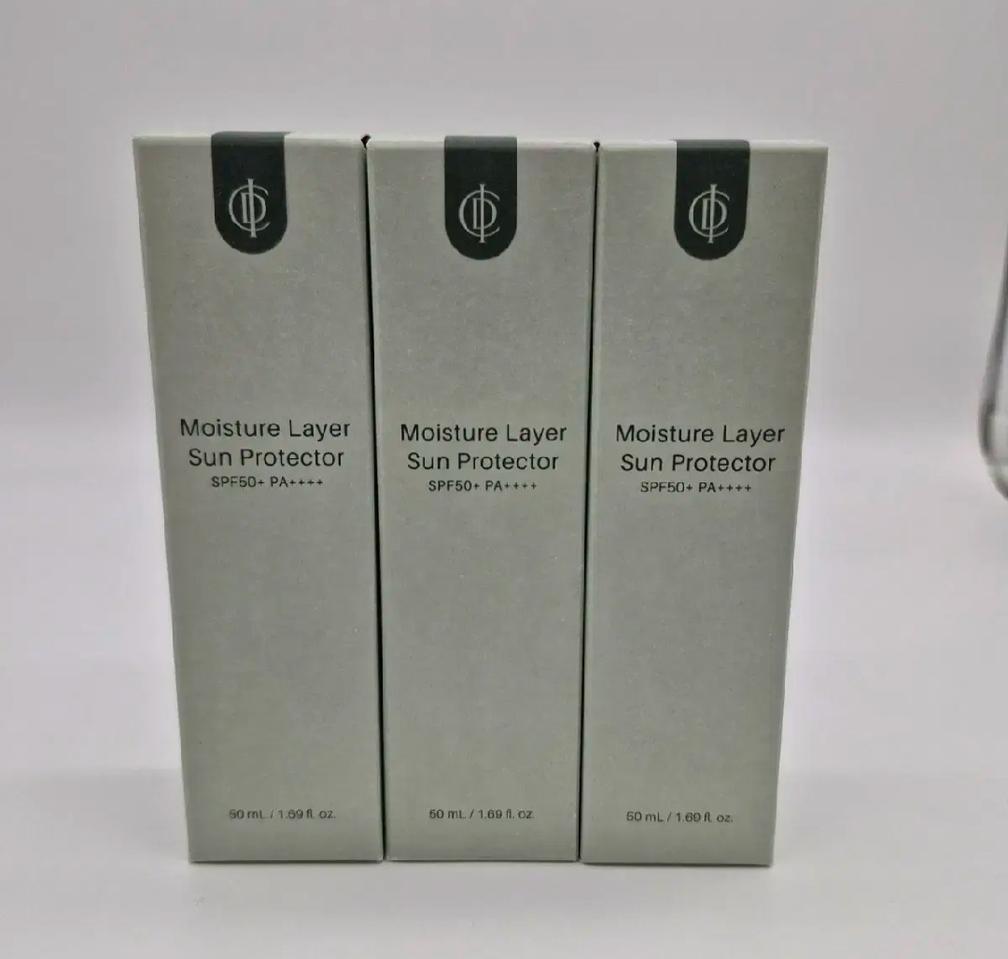 Moisture Layer
Sun Protector
SPF50+ PA++++
50 mL / 1.69 fl. oz.
Moisture Layer
Sun Protector
SPF50+ PA++++
50 mL / 1.69 fl. oz.
Moisture Layer
Sun Protector
SPF50+ PA++++
50 mL / 1.69 fl. oz.